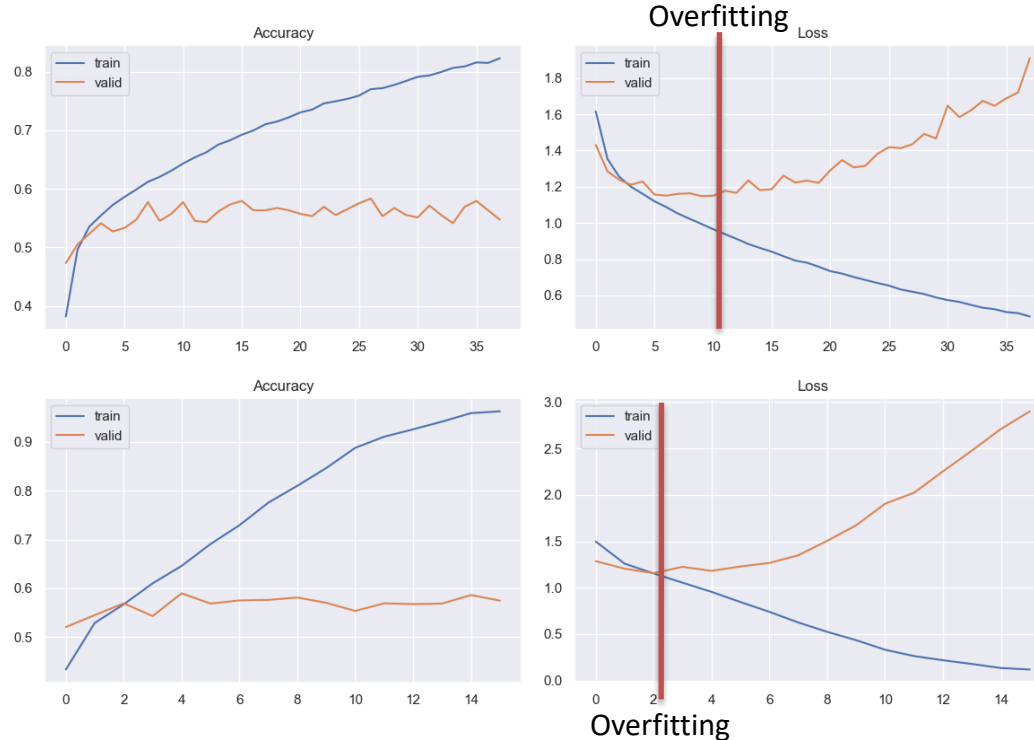 Overfitting
Accuracy
Loss
train
valid
train
valid
0.8
0.7
0.6
0.5
0.4
1.8
1.6
1.4
1.2
1.0
0.8
0.6
0 5 10 15 20 25 30 35
0 5 10 15 20 25 30 35
Accuracy
Loss
train
valid
train
valid
0.9
0.8
0.7
0.6
0.5
3.0
2.5
2.0
1.5
1.0
0.5
0.0
0 2 4 6 8 10 12 14
0 2 4 6 8 10 12 14
Overfitting